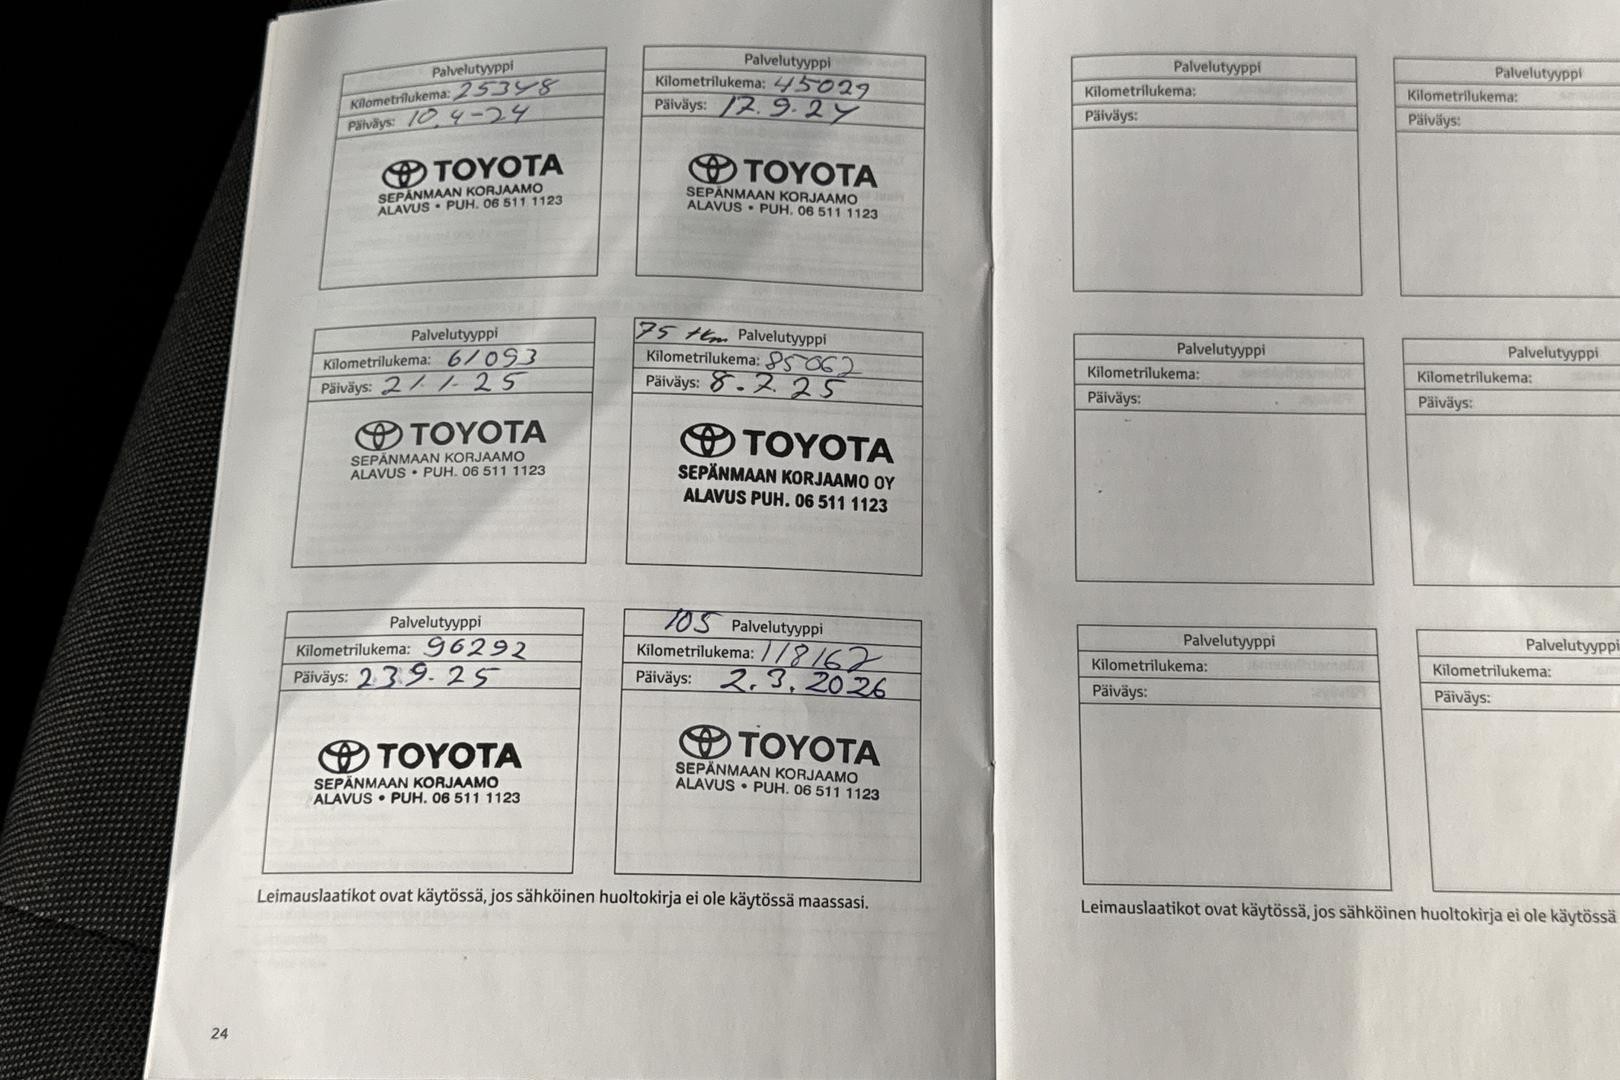 Palvelutyyppi
Kilometrilukema: 25348
Päiväys: 10.4-24
TOYOTA
SEPÄNMAAN KORJAAMO
ALAVUS • PUH. 06 511 1123
Palvelutyyppi
Kilometrilukema: 45029
Päiväys: 17.9.24
TOYOTA
SEPÄNMAAN KORJAAMO
ALAVUS • PUH. 06 511 1123
Palvelutyyppi
Kilometrilukema: 61093
Päiväys: 21.1.25
TOYOTA
SEPÄNMAAN KORJAAMO
ALAVUS • PUH. 06 511 1123
75 tkm Palvelutyyppi
Kilometrilukema: 85062
Päiväys: 8.7.25
TOYOTA
SEPÄNMAAN KORJAAMO OY
ALAVUS PUH. 06 511 1123
Palvelutyyppi
Kilometrilukema: 96292
Päiväys: 23.9.25
TOYOTA
SEPÄNMAAN KORJAAMO
ALAVUS • PUH. 06 511 1123
105 Palvelutyyppi
Kilometrilukema: 118162
Päiväys: 2.3.2026
TOYOTA
SEPÄNMAAN KORJAAMO
ALAVUS • PUH. 06 511 1123
Leimauslaatikot ovat käytössä, jos sähköinen huoltokirja ei ole käytössä maassasi.
24
Palvelutyyppi
Kilometrilukema:
Päiväys:
Palvelutyyppi
Kilometrilukema:
Päiväys:
Palvelutyyppi
Kilometrilukema:
Päiväys:
Palvelutyyppi
Kilometrilukema:
Päiväys:
Palvelutyyppi
Kilometrilukema:
Päiväys:
Palvelutyyppi
Kilometrilukema:
Päiväys:
Leimauslaatikot ovat käytössä, jos sähköinen huoltokirja ei ole käytössä